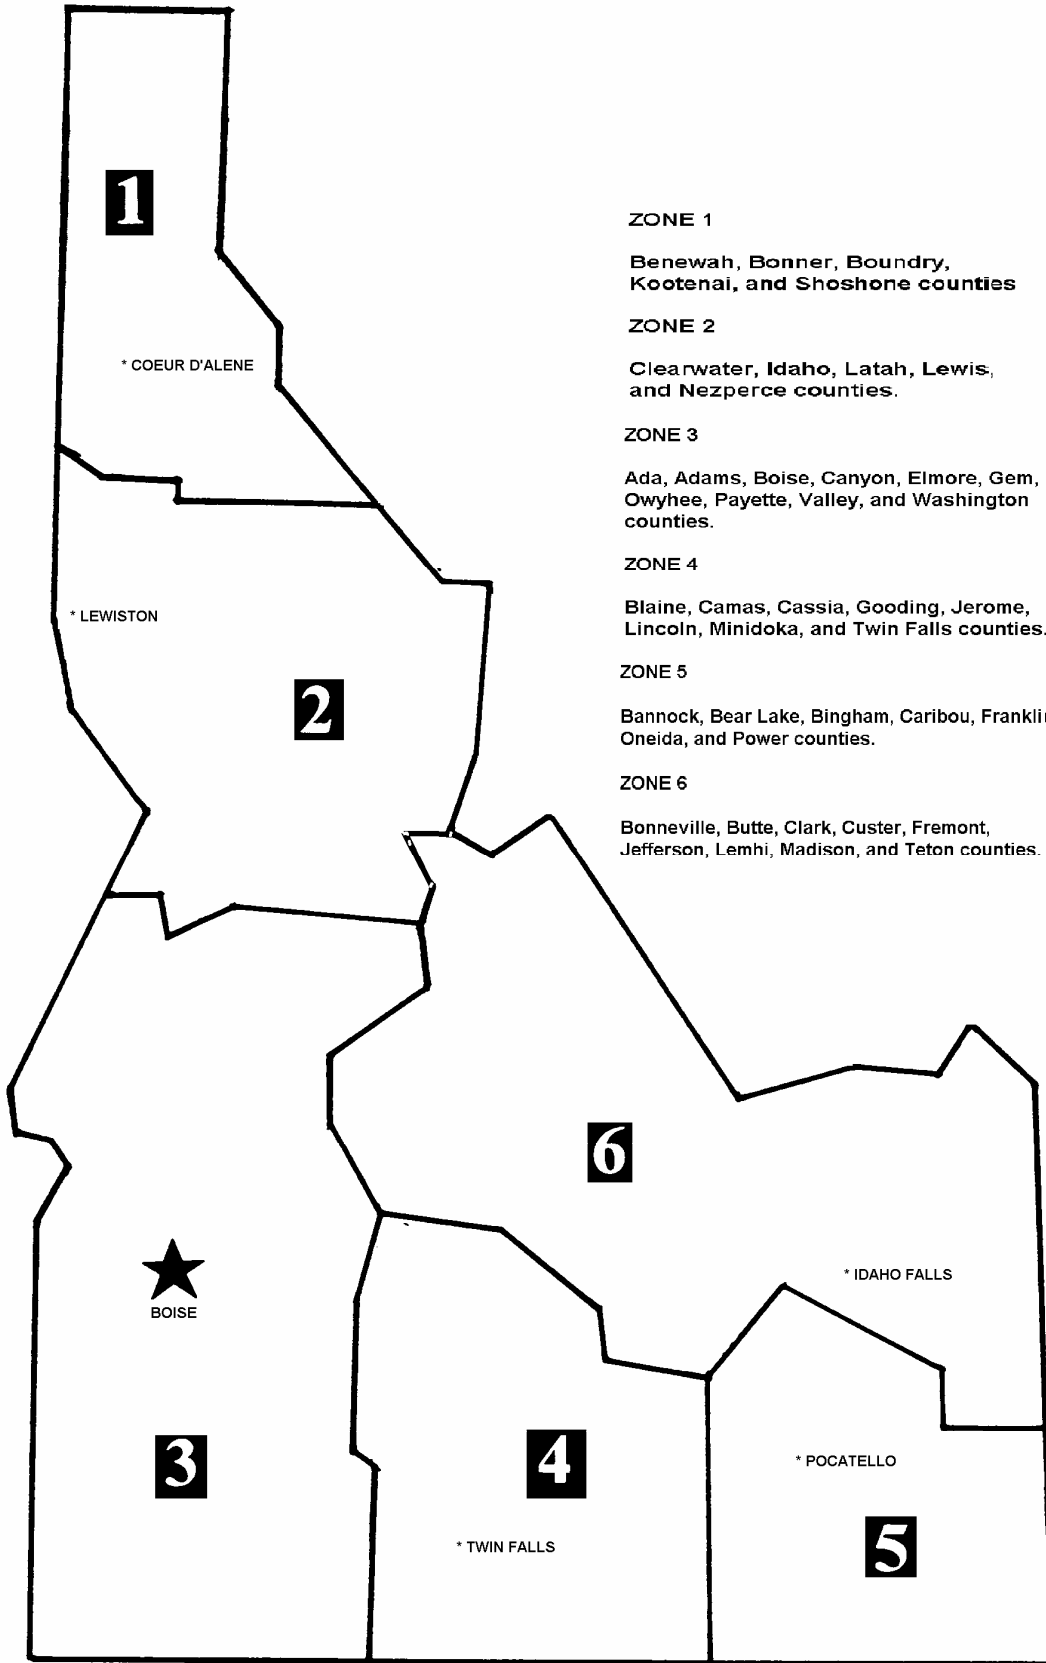 1
* COEUR D'ALENE
* LEWISTON
2
ZONE 1
Benewah, Bonner, Boundry,
Kootenai, and Shoshone counties
ZONE 2
Clearwater, Idaho, Latah, Lewis,
and Nezperce counties.
ZONE 3
Ada, Adams, Boise, Canyon, Elmore, Gem,
Owyhee, Payette, Valley, and Washington
counties.
ZONE 4
Blaine, Camas, Cassia, Gooding, Jerome,
Lincoln, Minidoka, and Twin Falls counties.
ZONE 5
Bannock, Bear Lake, Bingham, Caribou,
Oneida, and Power counties.
ZONE 6
Bonneville, Butte, Clark, Custer, Fremont,
Jefferson, Lemhi, Madison, and Teton counties.
6
* IDAHO FALLS
BOISE
3
4
* POCATELLO
* TWIN FALLS
5